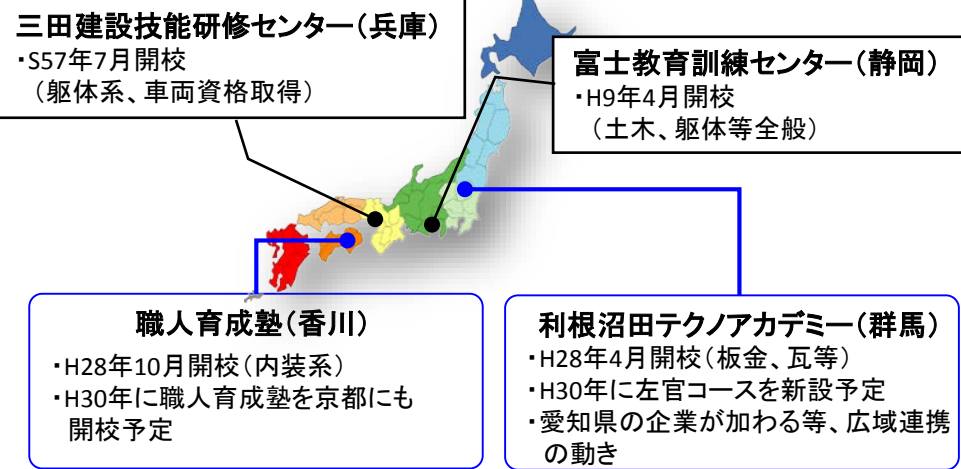 三田建設技能研修センター(兵庫)
・S57年7月開校
(躯体系、車両資格取得)
富士教育訓練センター(静岡)
・H9年4月開校
(土木、躯体等全般)
職人育成塾(香川)
・H28年10月開校(内装系)
・H30年に職人育成塾を京都にも
開校予定
利根沼田テクノアカデミー(群馬)
・H28年4月開校(板金、瓦等)
・H30年に左官コースを新設予定
・愛知県の企業が加わる等、広域連携
の動き